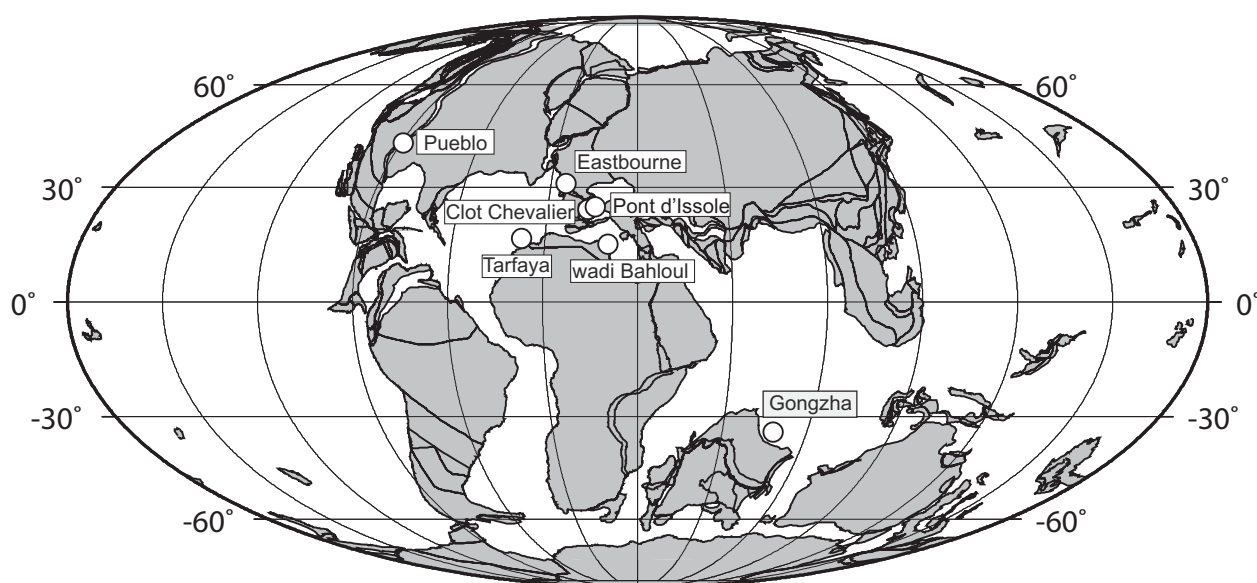 60˚ 60˚
Pueblo
Eastbourne
30˚ 30˚
Clot Chevalier Pont d’Issole
Tarfaya wadi Bahloul
0˚ 0˚
Gongzha
-30˚ -30˚
-60˚ -60˚